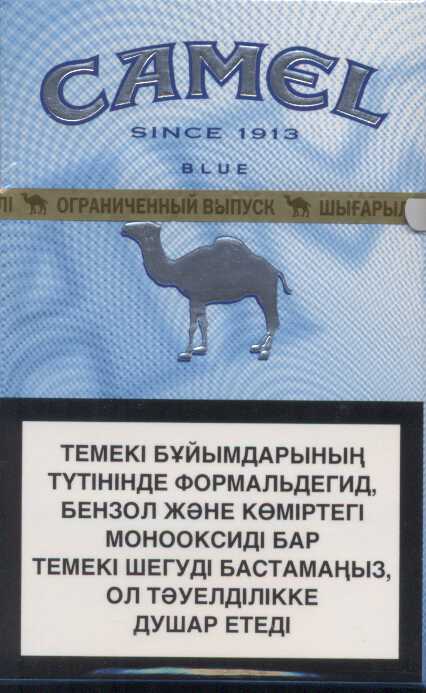 CAMEL
SINCE 1913
BLUE
ОГРАНИЧЕННЫЙ ВЫПУСК
ТЕМЕКІ БҰЙЫМДАРЫНЫҢ
ТҮТІНІНДЕ ФОРМАЛЬДЕГИД,
БЕНЗОЛ ЖӘНЕ КӨМІРТЕГІ
МОНООКСИДІ БАР
ТЕМЕКІ ШЕГУДІ БАСТАМАҢЫЗ,
ОЛ ТӘУЕЛДІЛІККЕ
ДУШАР ЕТЕДІ